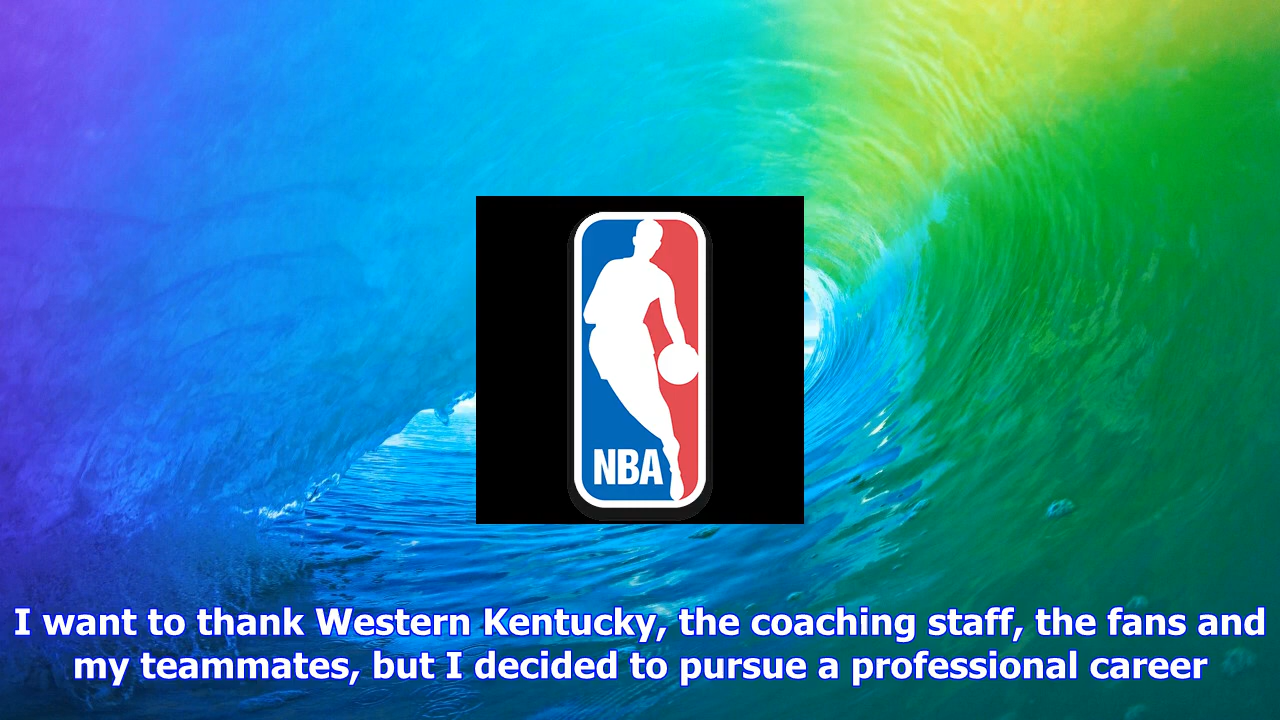 NBA
I want to thank Western Kentucky, the coaching staff, the fans and
my teammates, but I decided to pursue a professional career